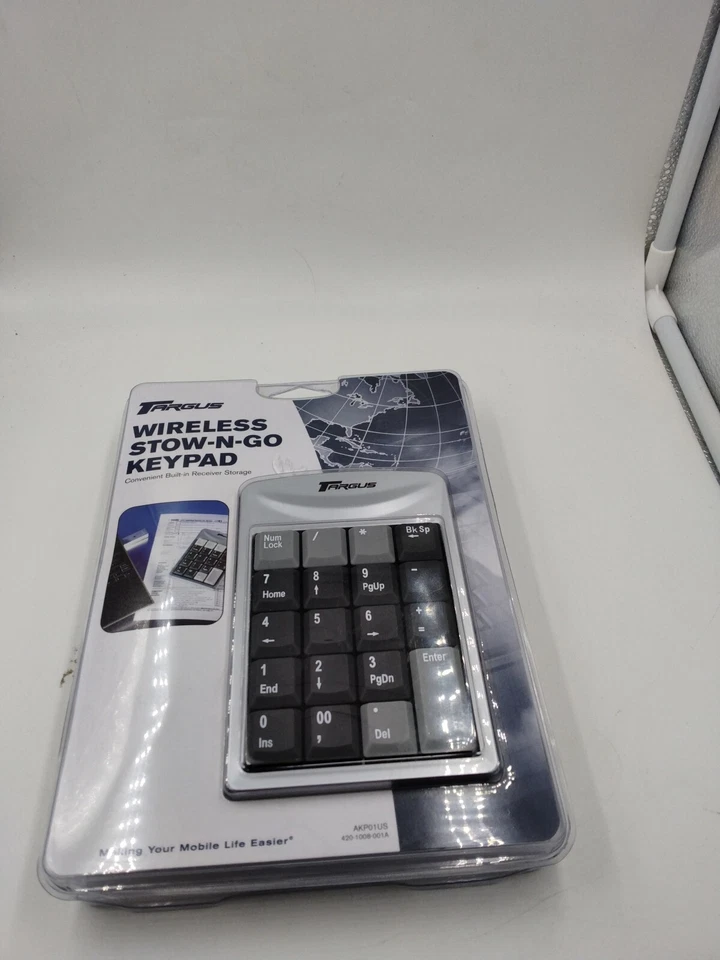 TARGUS
WIRELESS
STOW-N-GO
KEYPAD
Convenient Built-in Receiver Storage
TARGUS
Num Lock / * Bk Sp ←
7 Home 8 ↑ 9 PgUp -
4 ← 5 6 → + =
1 End 2 ↓ 3 PgDn Enter
0 Ins 00 , . Del
AKP01US
420-1008-001A
Making Your Mobile Life Easier®